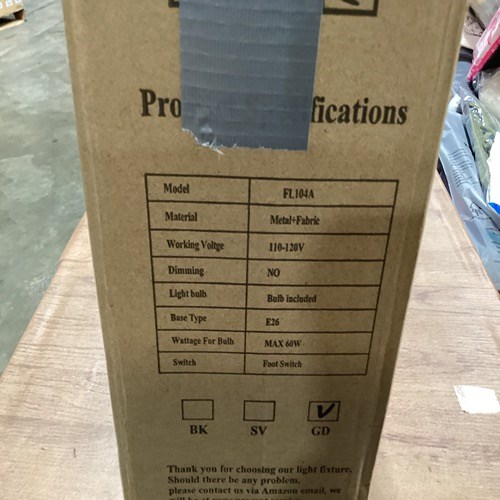 Pro fications
Model FL104A
Material Metal+Fabric
Working Voltge 110-120V
Dimming NO
Light bulb Bulb included
Base Type E26
Wattage For Bulb MAX 60W
Switch Foot Switch
BK SV GD
Thank you for choosing our light fixture.
Should there be any problem,
please contact us via Amazon email, we